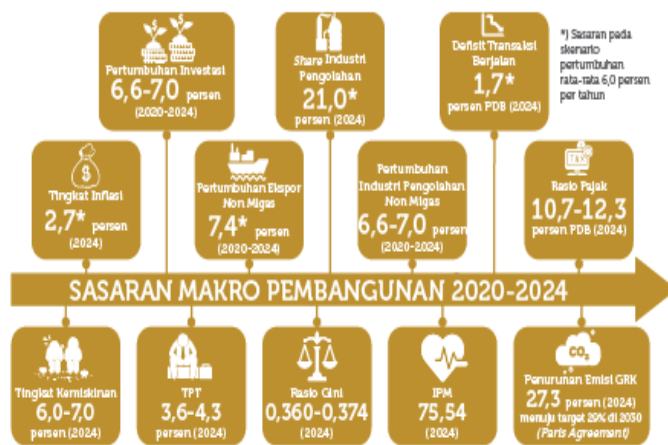 Pertumbuhan Investasi
6,6-7,0 persen
(2020-2024)
Share Industri
Pengolahan
21,0*
persen (2024)
Defisit Transaksi
Berjalan
1,7*
persen PDB (2024)
*) Sasaran pada
skenario
pertumbuhan
rata-rata 6,0 persen
per tahun
Tingkat Inflasi
2,7* persen
(2024)
Pertumbuhan Ekspor
Non Migas
7,4* persen
(2020-2024)
Pertumbuhan
Industri Pengolahan
Non Migas
6,6-7,0 persen
(2020-2024)
TAX
Rasio Pajak
10,7-12,3
persen PDB (2024)
SASARAN MAKRO PEMBANGUNAN 2020-2024
Tingkat Kemiskinan
6,0-7,0
persen (2024)
TPT
3,6-4,3
persen (2024)
Rasio Gini
0,360-0,374
(2024)
IPM
75,54
(2024)
CO₂
Penurunan Emisi GRK
27,3 persen (2024)
menuju target 29% di 2030
(Paris Agreement)